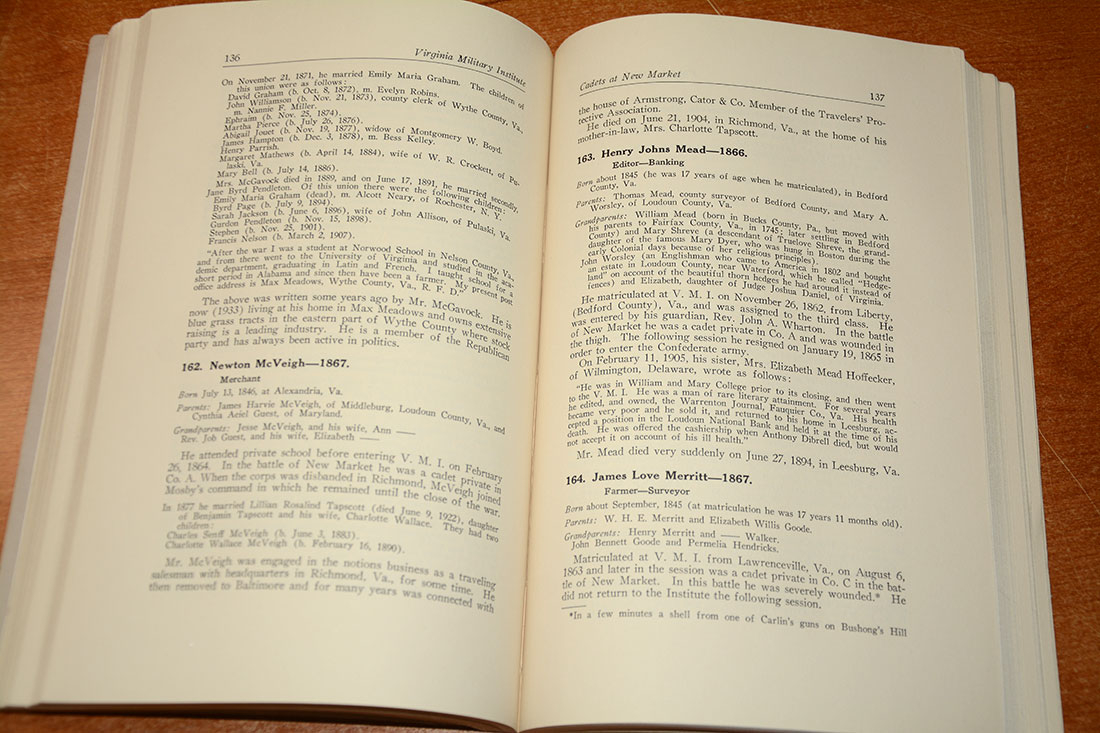 136
Virginia Military Institute
On November 21, 1871, he married Emily Maria Graham. The children of
this union were as follows:
David Graham (b. Oct. 8, 1872), m. Evelyn Robins.
John Williamson (b. Nov. 21, 1873), county clerk of Wythe County, Va.,
m. Nannie F. Miller.
Ephraim (b. Nov. 25, 1874).
Martha Pierce (b. July 26, 1876).
Abigail Jouet (b. Nov. 19, 1877), widow of Montgomery W. Boyd.
James Hampton (b. Dec. 3, 1878), m. Bess Kelley.
Henry Parrish.
Margaret Mathews (b. April 14, 1884), wife of W. R. Crockett, of Pu-
laski, Va.
Mary Bell (b. July 14, 1886).
Mrs. McGavock died in 1889, and on June 17, 1891, he married, secondly,
Jane Byrd Pendleton. Of this union there were the following children:
Emily Maria Graham (dead), m. Alcott Neary, of Rochester, N. Y.
Byrd Page (b. July 9, 1894).
Sarah Jackson (b. June 6, 1896), wife of John Allison, of Pulaski, Va.
Gurdon Pendleton (b. Nov. 15, 1898).
Stephen (b. Nov. 25, 1901).
Francis Nelson (b. March 2, 1907).
"After the war I was a student at Norwood School in Nelson County, Va.,
and from there went to the University of Virginia and studied in the aca-
demic department, graduating in Latin and French. I taught school for a
short period in Alabama and since then have been a farmer. My present post
office address is Max Meadows, Wythe County, Va., R. F. D."
The above was written some years ago by Mr. McGavock. He is
now (1933) living at his home in Max Meadows and owns extensive
blue grass tracts in the eastern part of Wythe County where stock
raising is a leading industry. He is a member of the Republican
party and has always been active in politics.
162. Newton McVeigh—1867.
Merchant
Born July 13, 1846, at Alexandria, Va.
Parents: James Harvie McVeigh, of Middleburg, Loudoun County, Va., and
Cynthia Aeiel Guest, of Maryland.
Grandparents: Jesse McVeigh, and his wife, Ann ——
Rev. Job Guest, and his wife, Elizabeth ——
He attended private school before entering V. M. I. on February
26, 1864. In the battle of New Market he was a cadet private in
Co. A. When the corps was disbanded in Richmond, McVeigh joined
Mosby's command in which he remained until the close of the war.
In 1877 he married Lillian Rosalind Tapscott (died June 9, 1922), daughter
of Benjamin Tapscott and his wife, Charlotte Wallace. They had two
children:
Charles Senff McVeigh (b. June 3, 1883).
Charlotte Wallace McVeigh (b. February 16, 1890).
Mr. McVeigh was engaged in the notions business as a traveling
salesman with headquarters in Richmond, Va., for some time. He
then removed to Baltimore and for many years was connected with
Cadets at New Market
137
the house of Armstrong, Cator & Co. Member of the Travelers' Pro-
tective Association.
He died on June 21, 1904, in Richmond, Va., at the home of his
mother-in-law, Mrs. Charlotte Tapscott.
163. Henry Johns Mead—1866.
Editor—Banking
Born about 1845 (he was 17 years of age when he matriculated), in Bedford
County, Va.
Parents: Thomas Mead, county surveyor of Bedford County, and Mary A.
Worsley, of Loudoun County, Va.
Grandparents: William Mead (born in Bucks County, Pa., but moved with
his parents to Fairfax County, Va., in 1745; later settling in Bedford
County) and Mary Shreve (a descendant of Truelove Shreve, the grand-
daughter of the famous Mary Dyer, who was hung in Boston during the
early Colonial days because of her religious principles).
John Worsley (an Englishman who came to America in 1802 and bought
an estate in Loudoun County, near Waterford, which he called "Hedge-
land" on account of the beautiful thorn hedges he had around it instead of
fences) and Elizabeth, daughter of Judge Joshua Daniel, of Virginia.
He matriculated at V. M. I. on November 26, 1862, from Liberty,
(Bedford County), Va., and was assigned to the third class. He
was entered by his guardian, Rev. John A. Wharton. In the battle
of New Market he was a cadet private in Co. A and was wounded in
the thigh. The following session he resigned on January 19, 1865 in
order to enter the Confederate army.
On February 11, 1905, his sister, Mrs. Elizabeth Mead Hoffecker,
of Wilmington, Delaware, wrote as follows:
"He was in William and Mary College prior to its closing, and then went
to the V. M. I. He was a man of rare literary attainment. For several years
he edited, and owned, the Warrenton Journal, Fauquier Co., Va. His health
became very poor and he sold it, and returned to his home in Leesburg, ac-
cepted a position in the Loudoun National Bank and held it at the time of his
death. He was offered the cashiership when Anthony Dibrell died, but would
not accept it on account of his ill health."
Mr. Mead died very suddenly on June 27, 1894, in Leesburg, Va.
164. James Love Merritt—1867.
Farmer—Surveyor
Born about September, 1845 (at matriculation he was 17 years 11 months old).
Parents: W. H. E. Merritt and Elizabeth Willis Goode.
Grandparents: Henry Merritt and —— Walker.
John Bennett Goode and Permelia Hendricks.
Matriculated at V. M. I. from Lawrenceville, Va., on August 6,
1863 and later in the session was a cadet private in Co. C in the bat-
tle of New Market. In this battle he was severely wounded.* He
did not return to the Institute the following session.
*In a few minutes a shell from one of Carlin's guns on Bushong's Hill